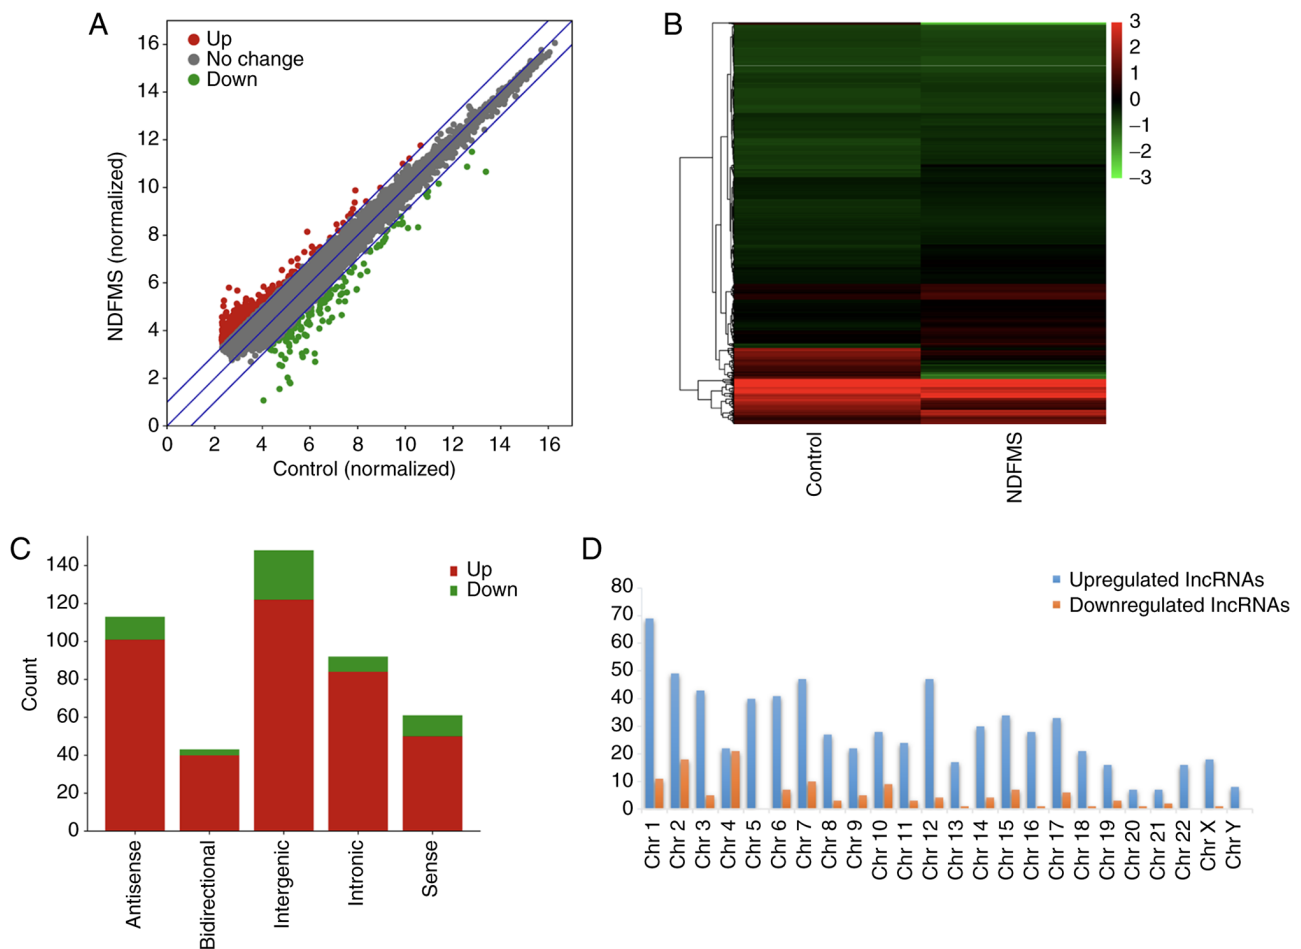 A
Up
No change
Down
16
14
12
10
8
6
4
2
0
NDFMS (normalized)
0 2 4 6 8 10 12 14 16
Control (normalized)
B
3
2
1
0
−1
−2
−3
Control
NDFMS
C
Up
Down
140
120
100
80
60
40
20
0
Count
Antisense
Bidirectional
Intergenic
Intronic
Sense
D
Upregulated lncRNAs
Downregulated lncRNAs
80
70
60
50
40
30
20
10
0
Chr 1
Chr 2
Chr 3
Chr 4
Chr 5
Chr 6
Chr 7
Chr 8
Chr 9
Chr 10
Chr 11
Chr 12
Chr 13
Chr 14
Chr 15
Chr 16
Chr 17
Chr 18
Chr 19
Chr 20
Chr 21
Chr 22
Chr X
Chr Y